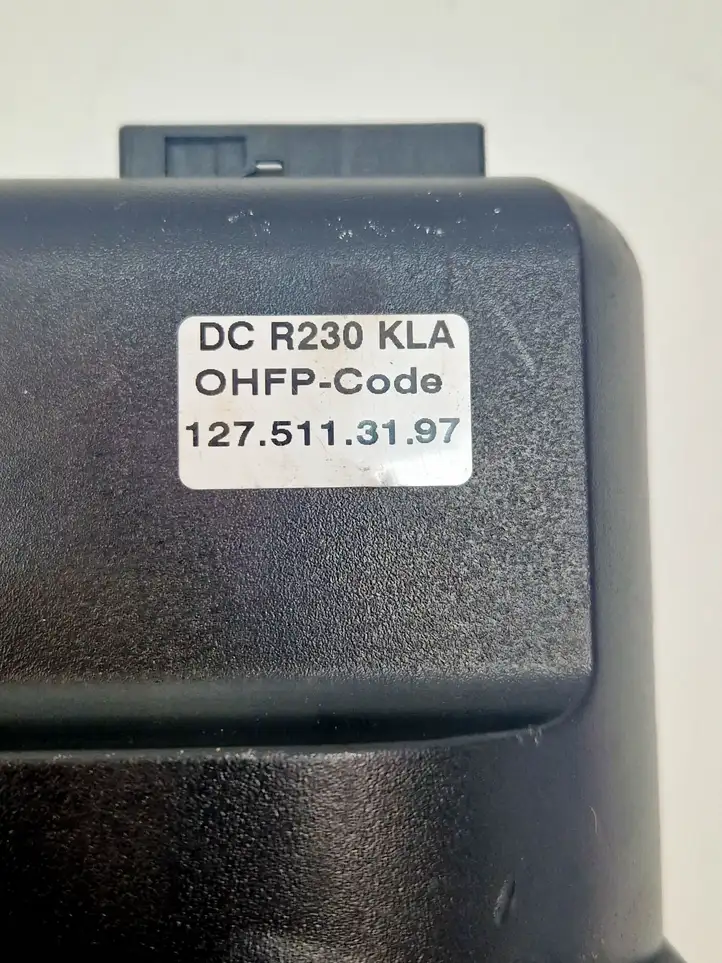 DC R230 KLA
OHFP-Code
127.511.31.97